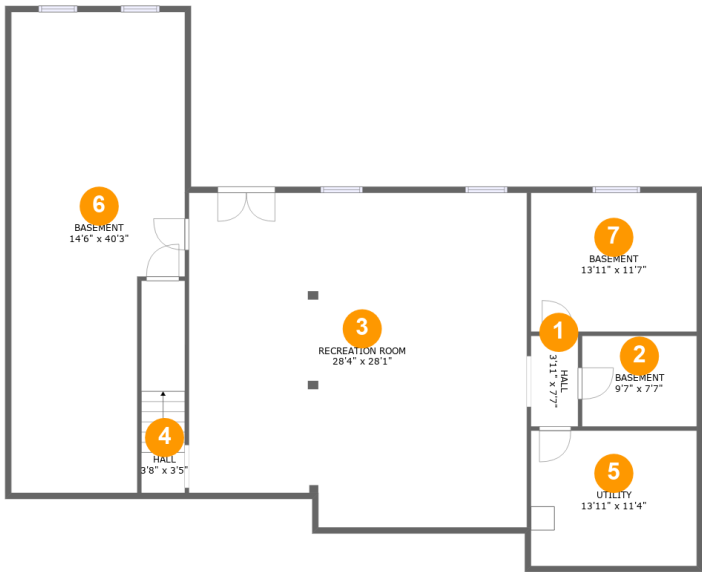 6
BASEMENT
14'6" x 40'3"
7
BASEMENT
13'11" x 11'7"
3
RECREATION ROOM
28'4" x 28'1"
1
HALL
3'11" x 7'7"
2
BASEMENT
9'7" x 7'7"
4
HALL
3'8" x 3'5"
5
UTILITY
13'11" x 11'4"